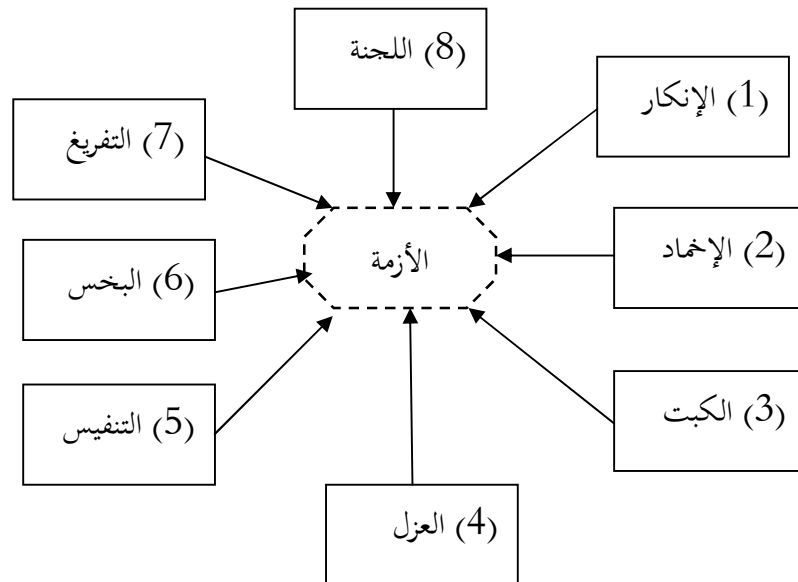 (8) اللجنة
(1) الإنكار
(7) التفريغ
(2) الإخماد
الأزمة
(6) البخس
(3) الكبت
(5) التنفيس
(4) العزل